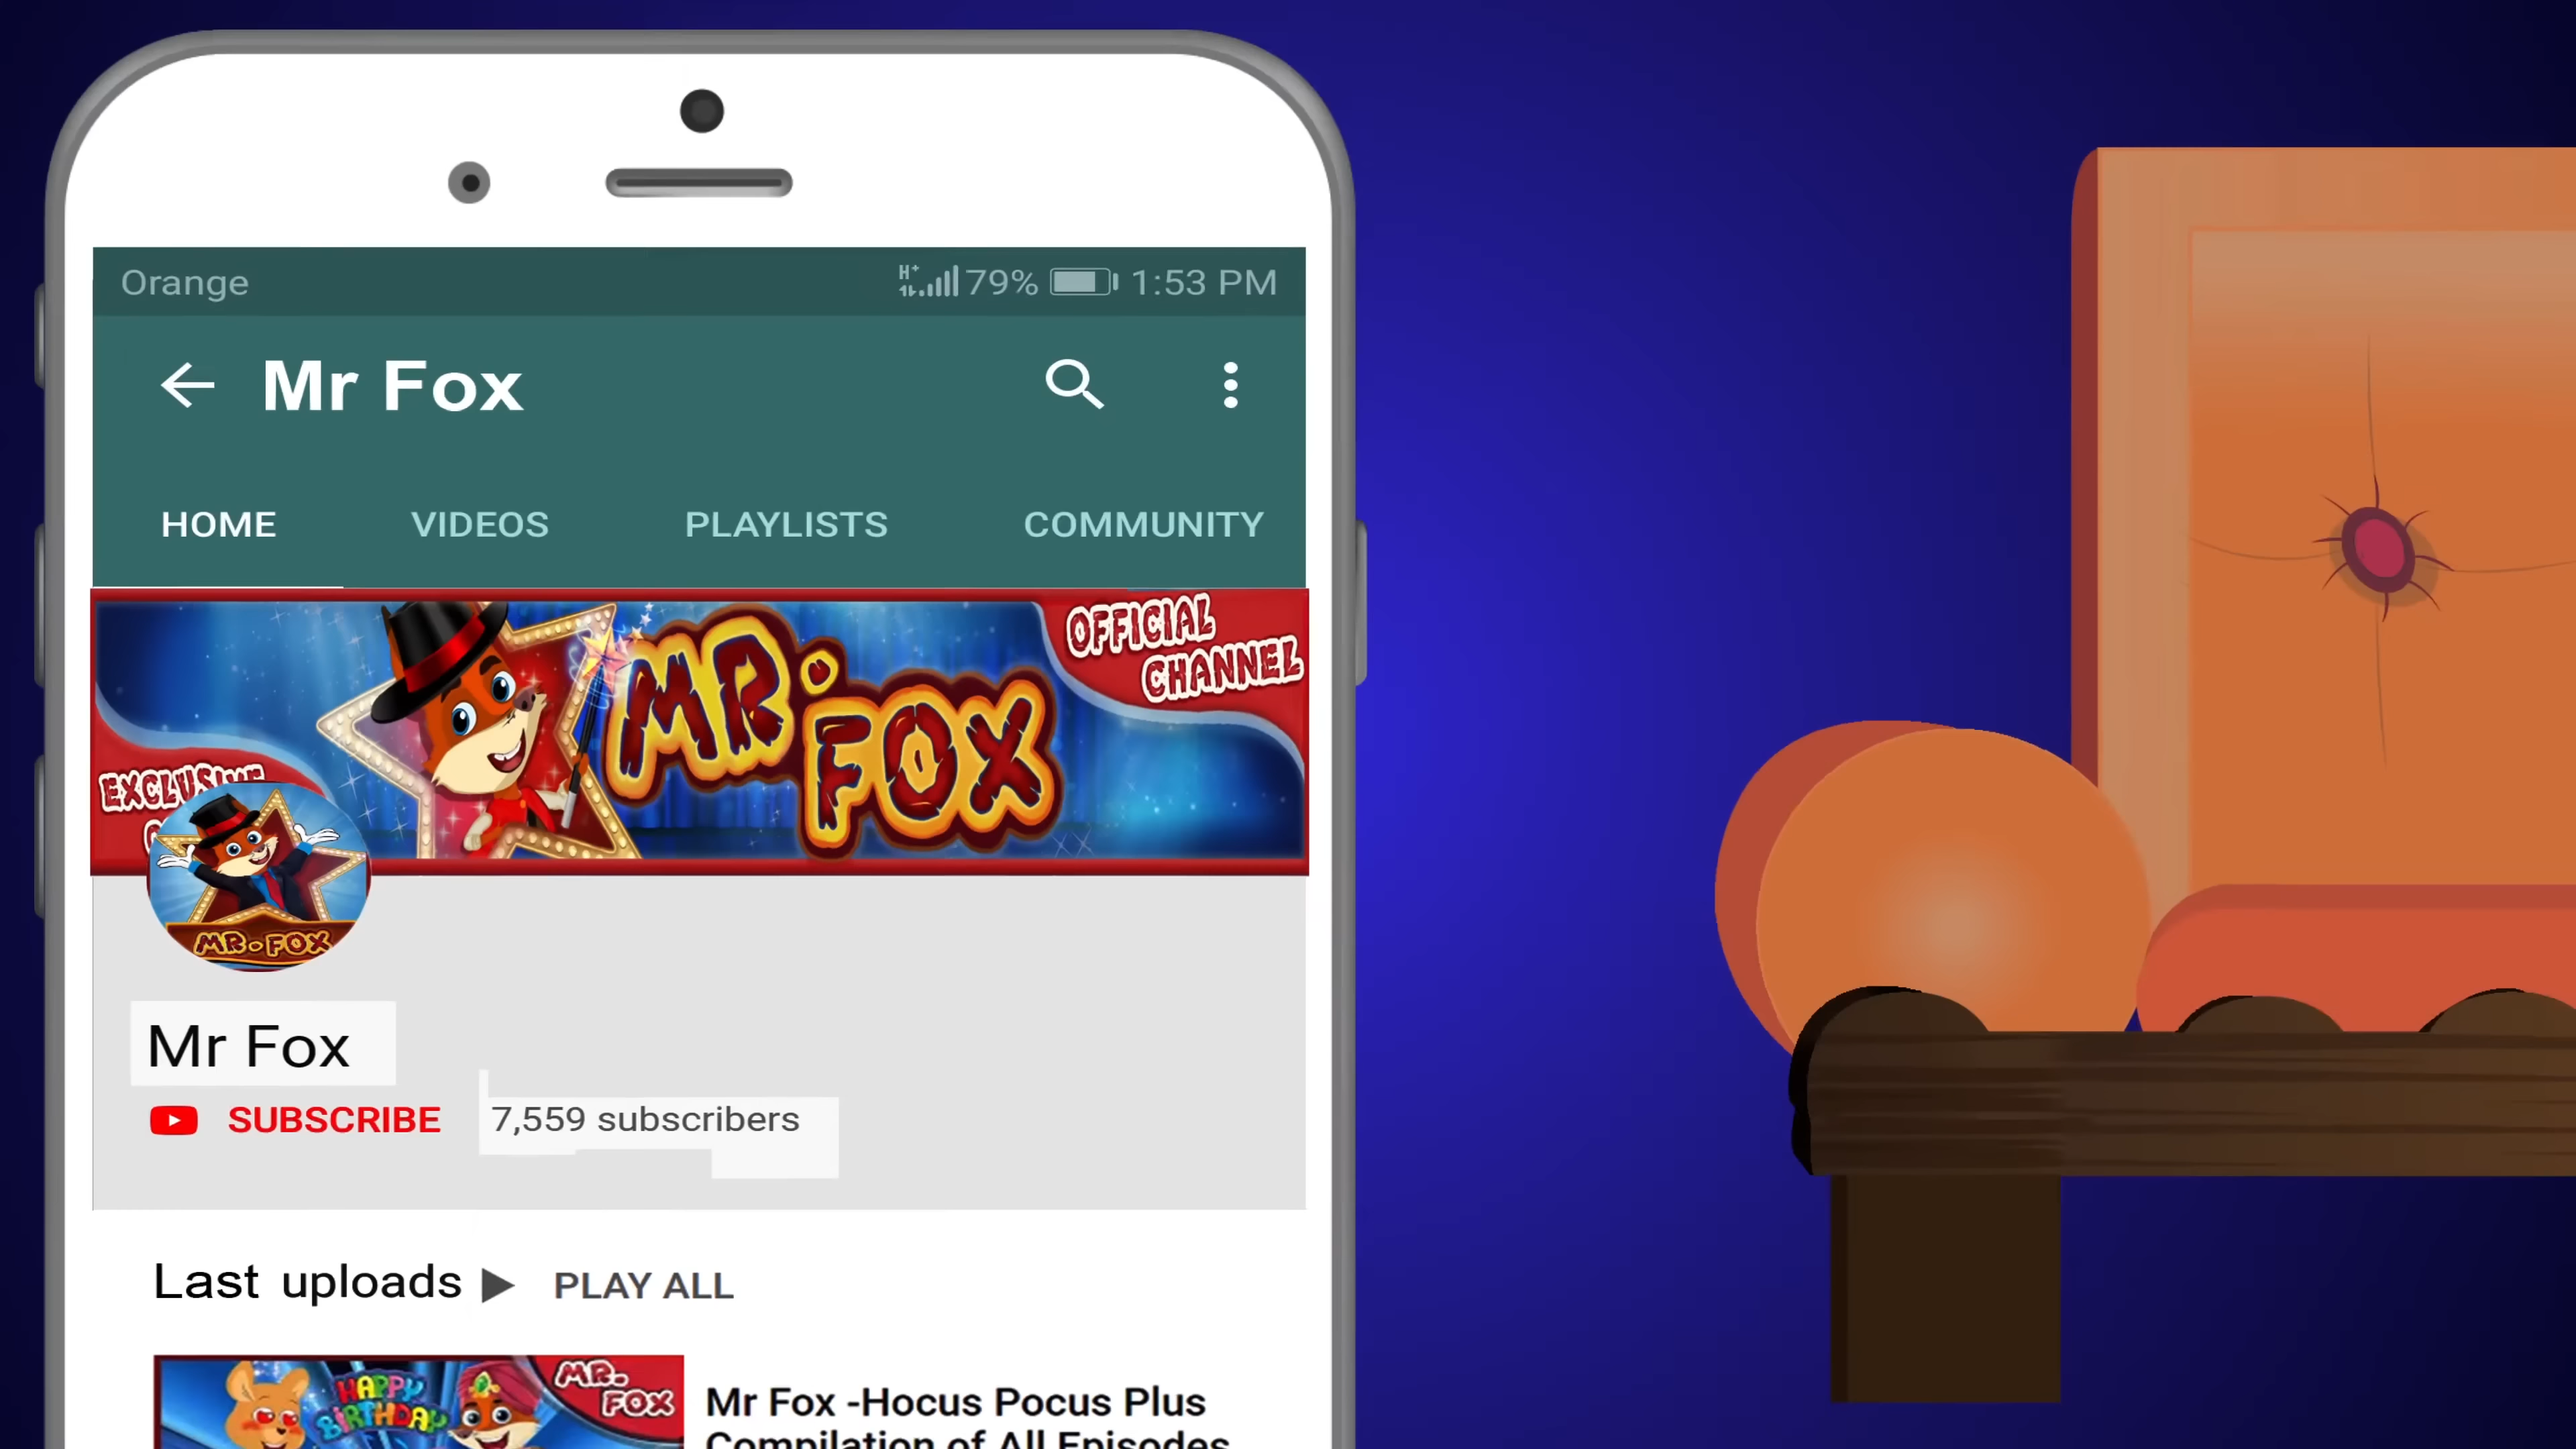 Orange
H+ 79% 1:53 PM
Mr Fox
HOME VIDEOS PLAYLISTS COMMUNITY
OFFICIAL
CHANNEL
MR.
FOX
EXCLUSIVE
MR. FOX
Mr Fox
SUBSCRIBE 7,559 subscribers
Last uploads PLAY ALL
HAPPY
BIRTHDAY
MR.
FOX
Mr Fox -Hocus Pocus Plus
Compilation of All Episodes